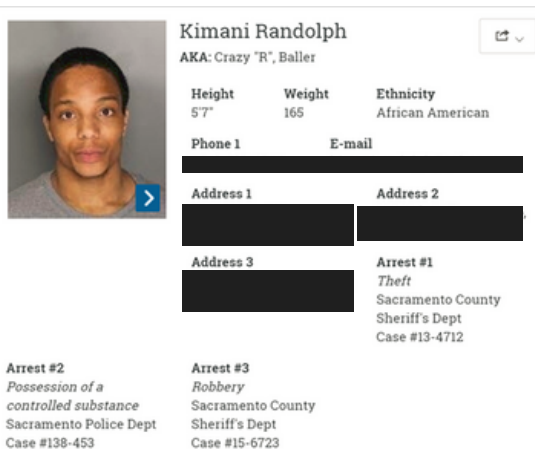 Kimani Randolph
AKA: Crazy "R", Baller
Height Weight Ethnicity
5'7" 165 African American
Phone 1 E-mail
Address 1 Address 2
Address 3 Arrest #1
Theft
Sacramento County
Sheriff's Dept
Case #13-4712
Arrest #2 Arrest #3
Possession of a Robbery
controlled substance Sacramento County
Sacramento Police Dept Sheriff's Dept
Case #138-453 Case #15-6723